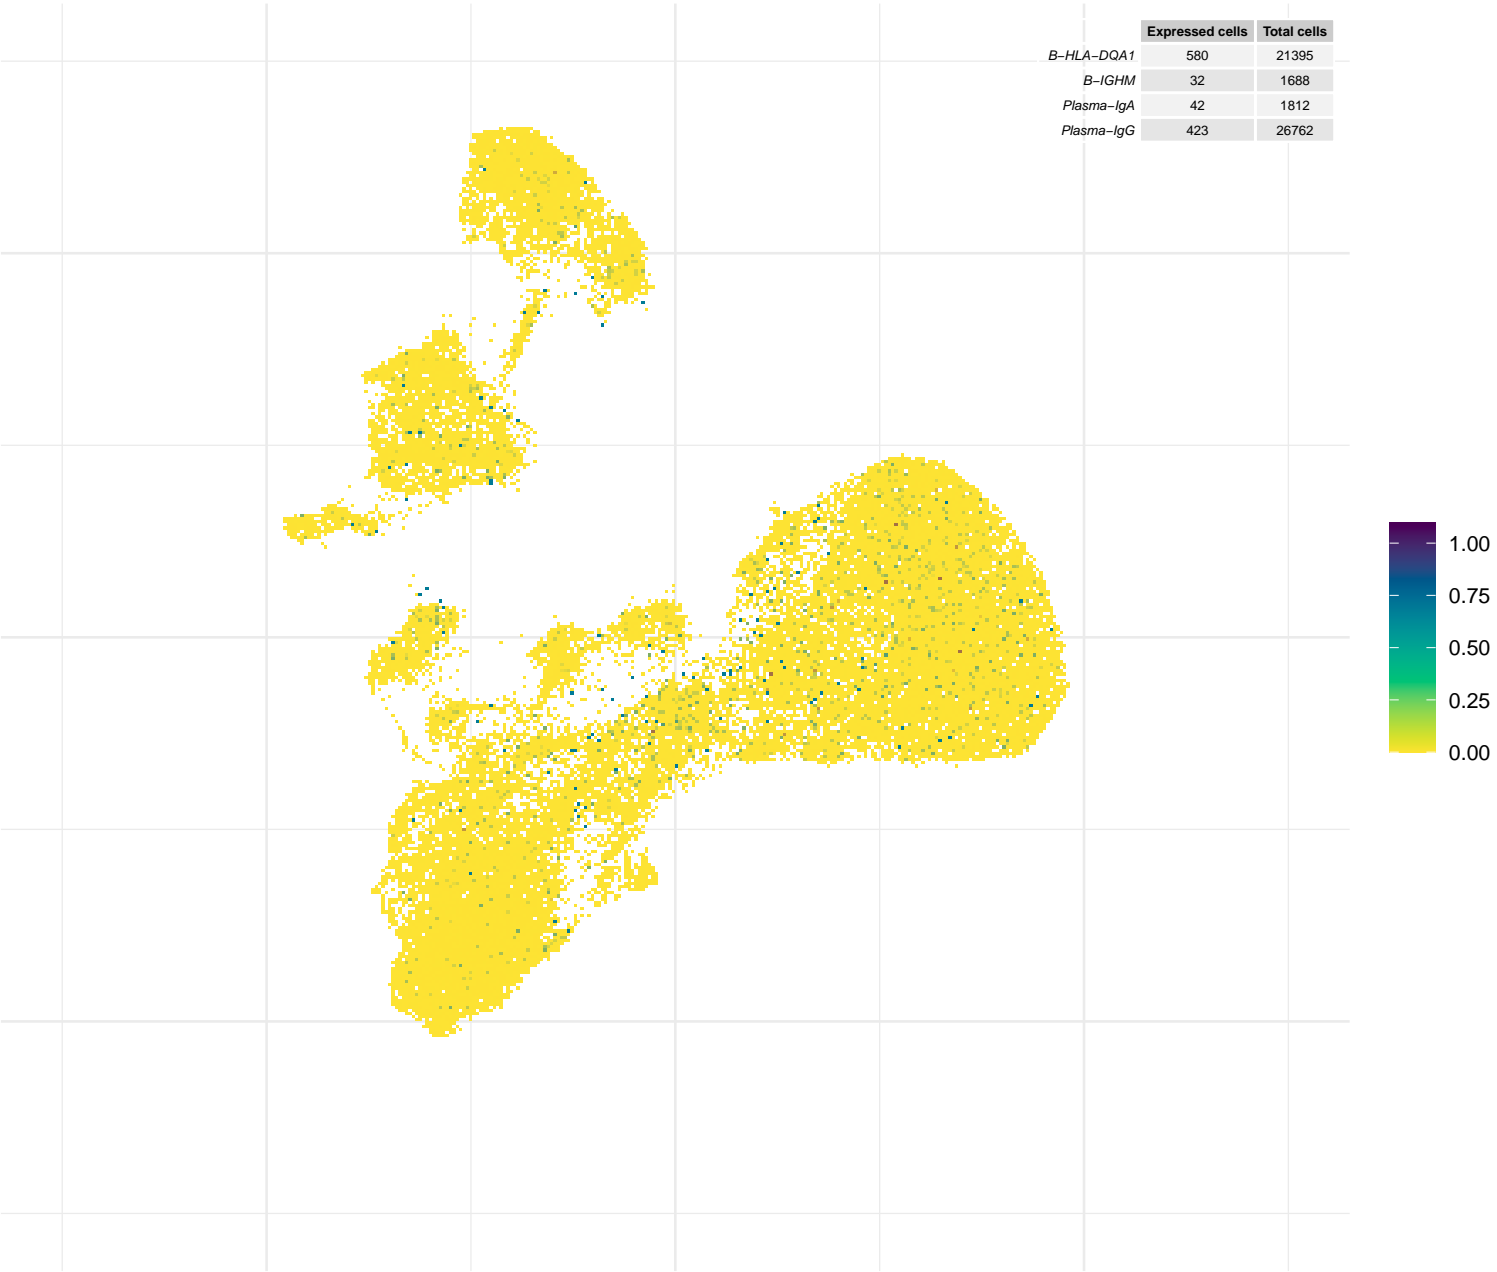 Expressed cells Total cells
B−HLA−DQA1 580 21395
B−IGHM 32 1688
Plasma−IgA 42 1812
Plasma−IgG 423 26762
1.00
0.75
0.50
0.25
0.00